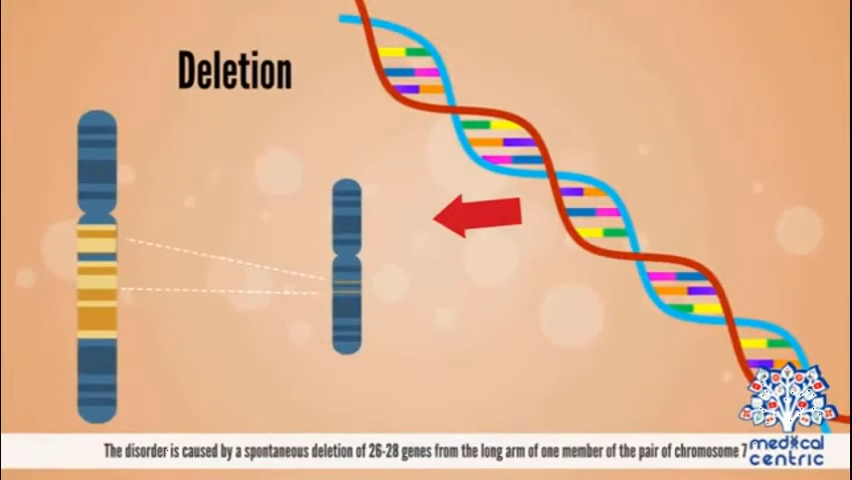 Deletion
The disorder is caused by a spontaneous deletion of 26-28 genes from the long arm of one member of the pair of chromosome 7
medical
centric